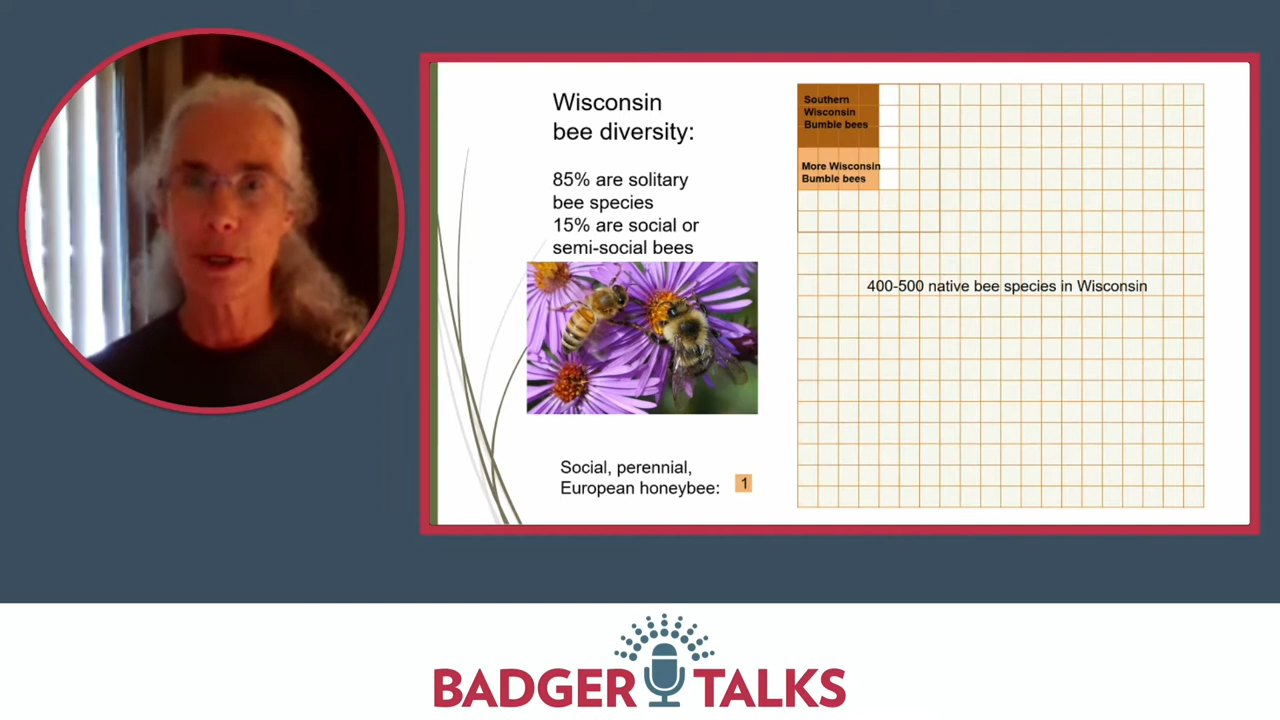 Wisconsin
bee diversity:
85% are solitary
bee species
15% are social or
semi-social bees
Social, perennial,
European honeybee:
1
Southern
Wisconsin
Bumble bees
More Wisconsin
Bumble bees
400-500 native bee species in Wisconsin
BADGER TALKS